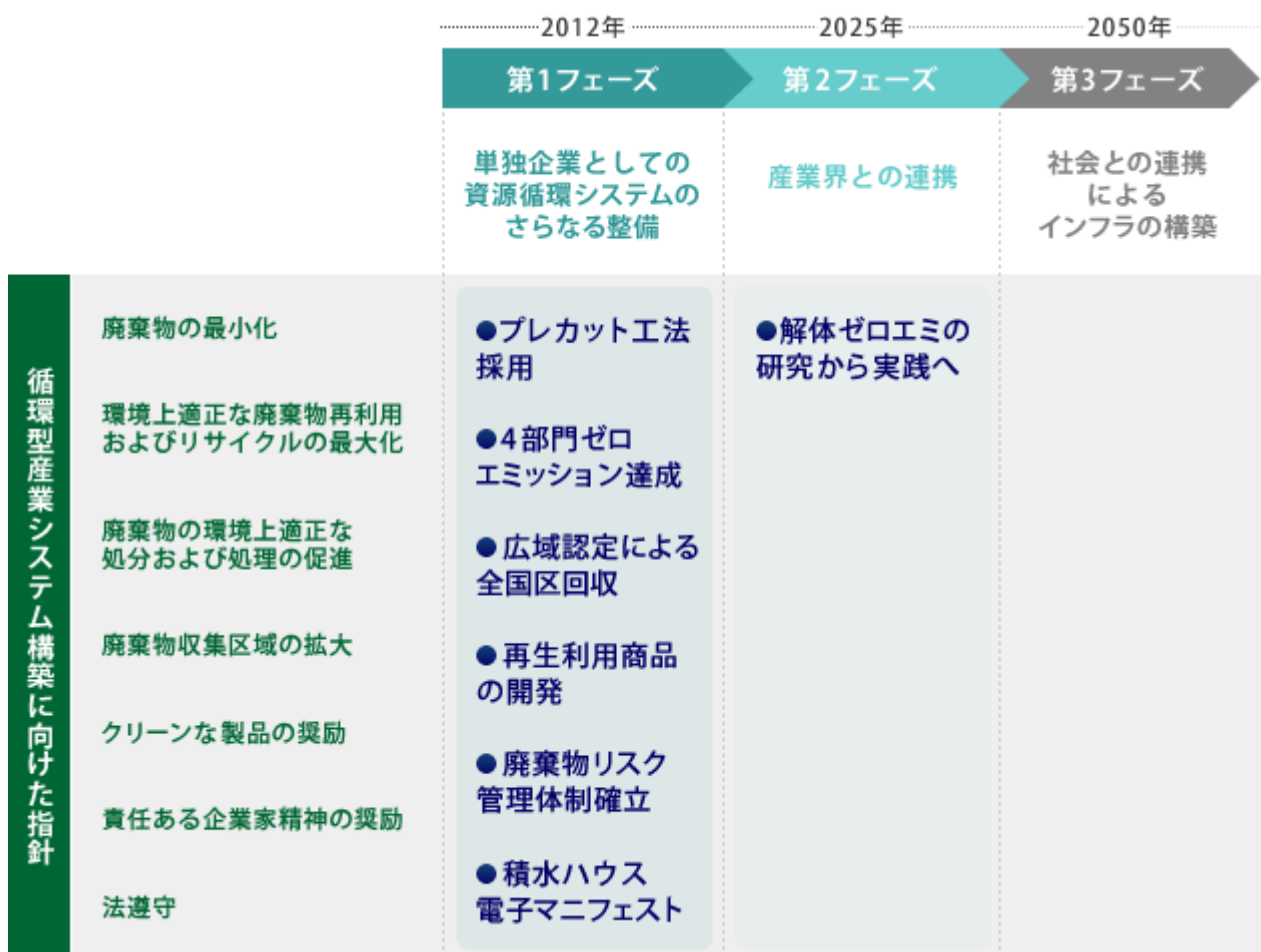 2012年
2025年
2050年
第1フェーズ
第2フェーズ
第3フェーズ
単独企業としての
資源循環システムの
さらなる整備
産業界との連携
社会との連携
による
インフラの構築
循環型産業システム構築に向けた指針
廃棄物の最小化
環境上適正な廃棄物再利用
およびリサイクルの最大化
廃棄物の環境上適正な
処分および処理の促進
廃棄物収集区域の拡大
クリーンな製品の奨励
責任ある企業家精神の奨励
法遵守
●プレカット工法
採用
●4部門ゼロ
エミッション達成
●広域認定による
全国区回収
●再生利用商品
の開発
●廃棄物リスク
管理体制確立
●積水ハウス
電子マニフェスト
●解体ゼロエミの
研究から実践へ